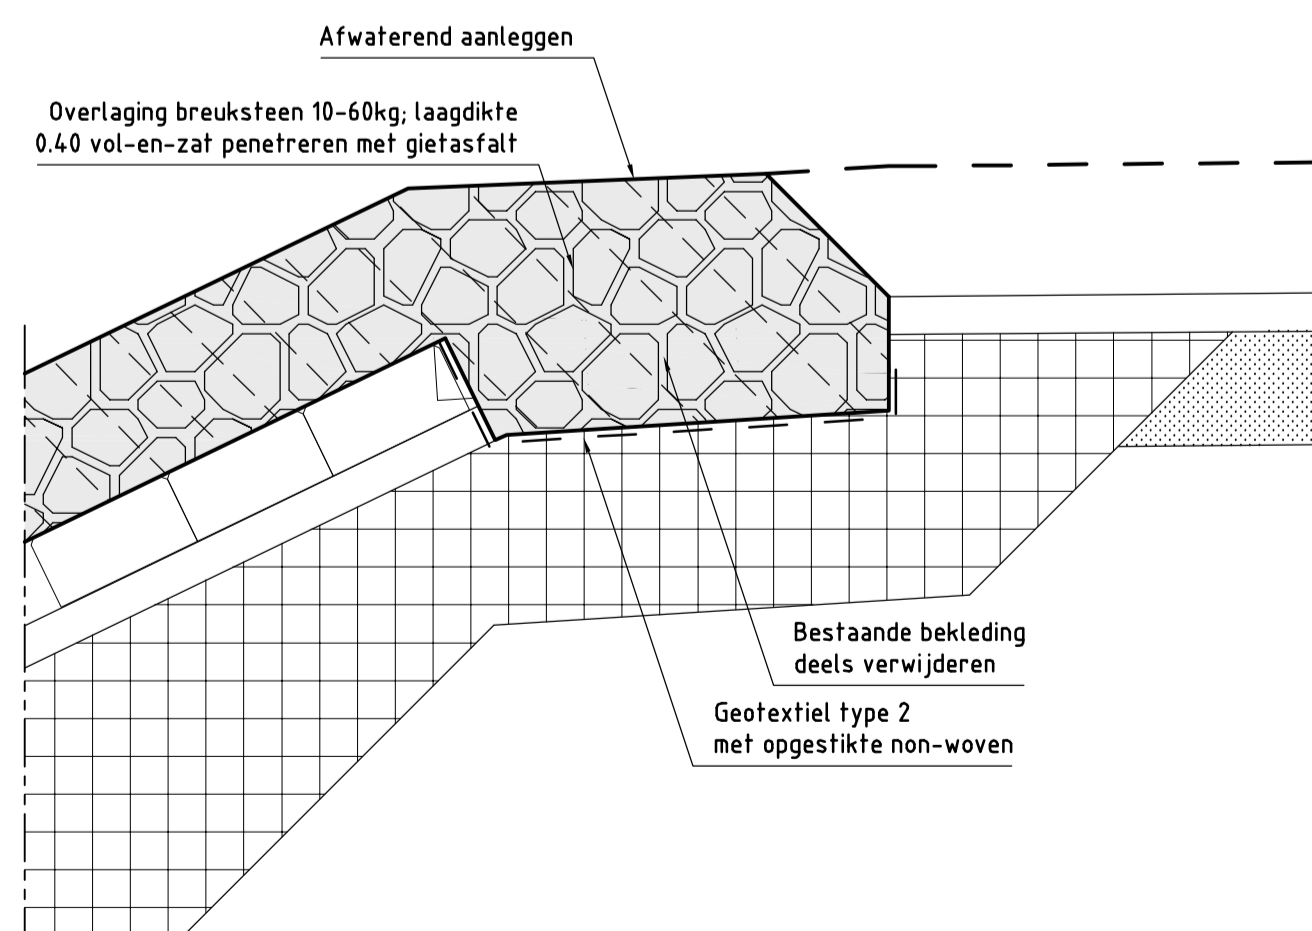 Afwaterend aanleggen
Overlaging breuksteen 10-60kg; laagdikte
0.40 vol-en-zat penetreren met gietasfalt
Bestaande bekleding
deels verwijderen
Geotextiel type 2
met opgestikte non-woven